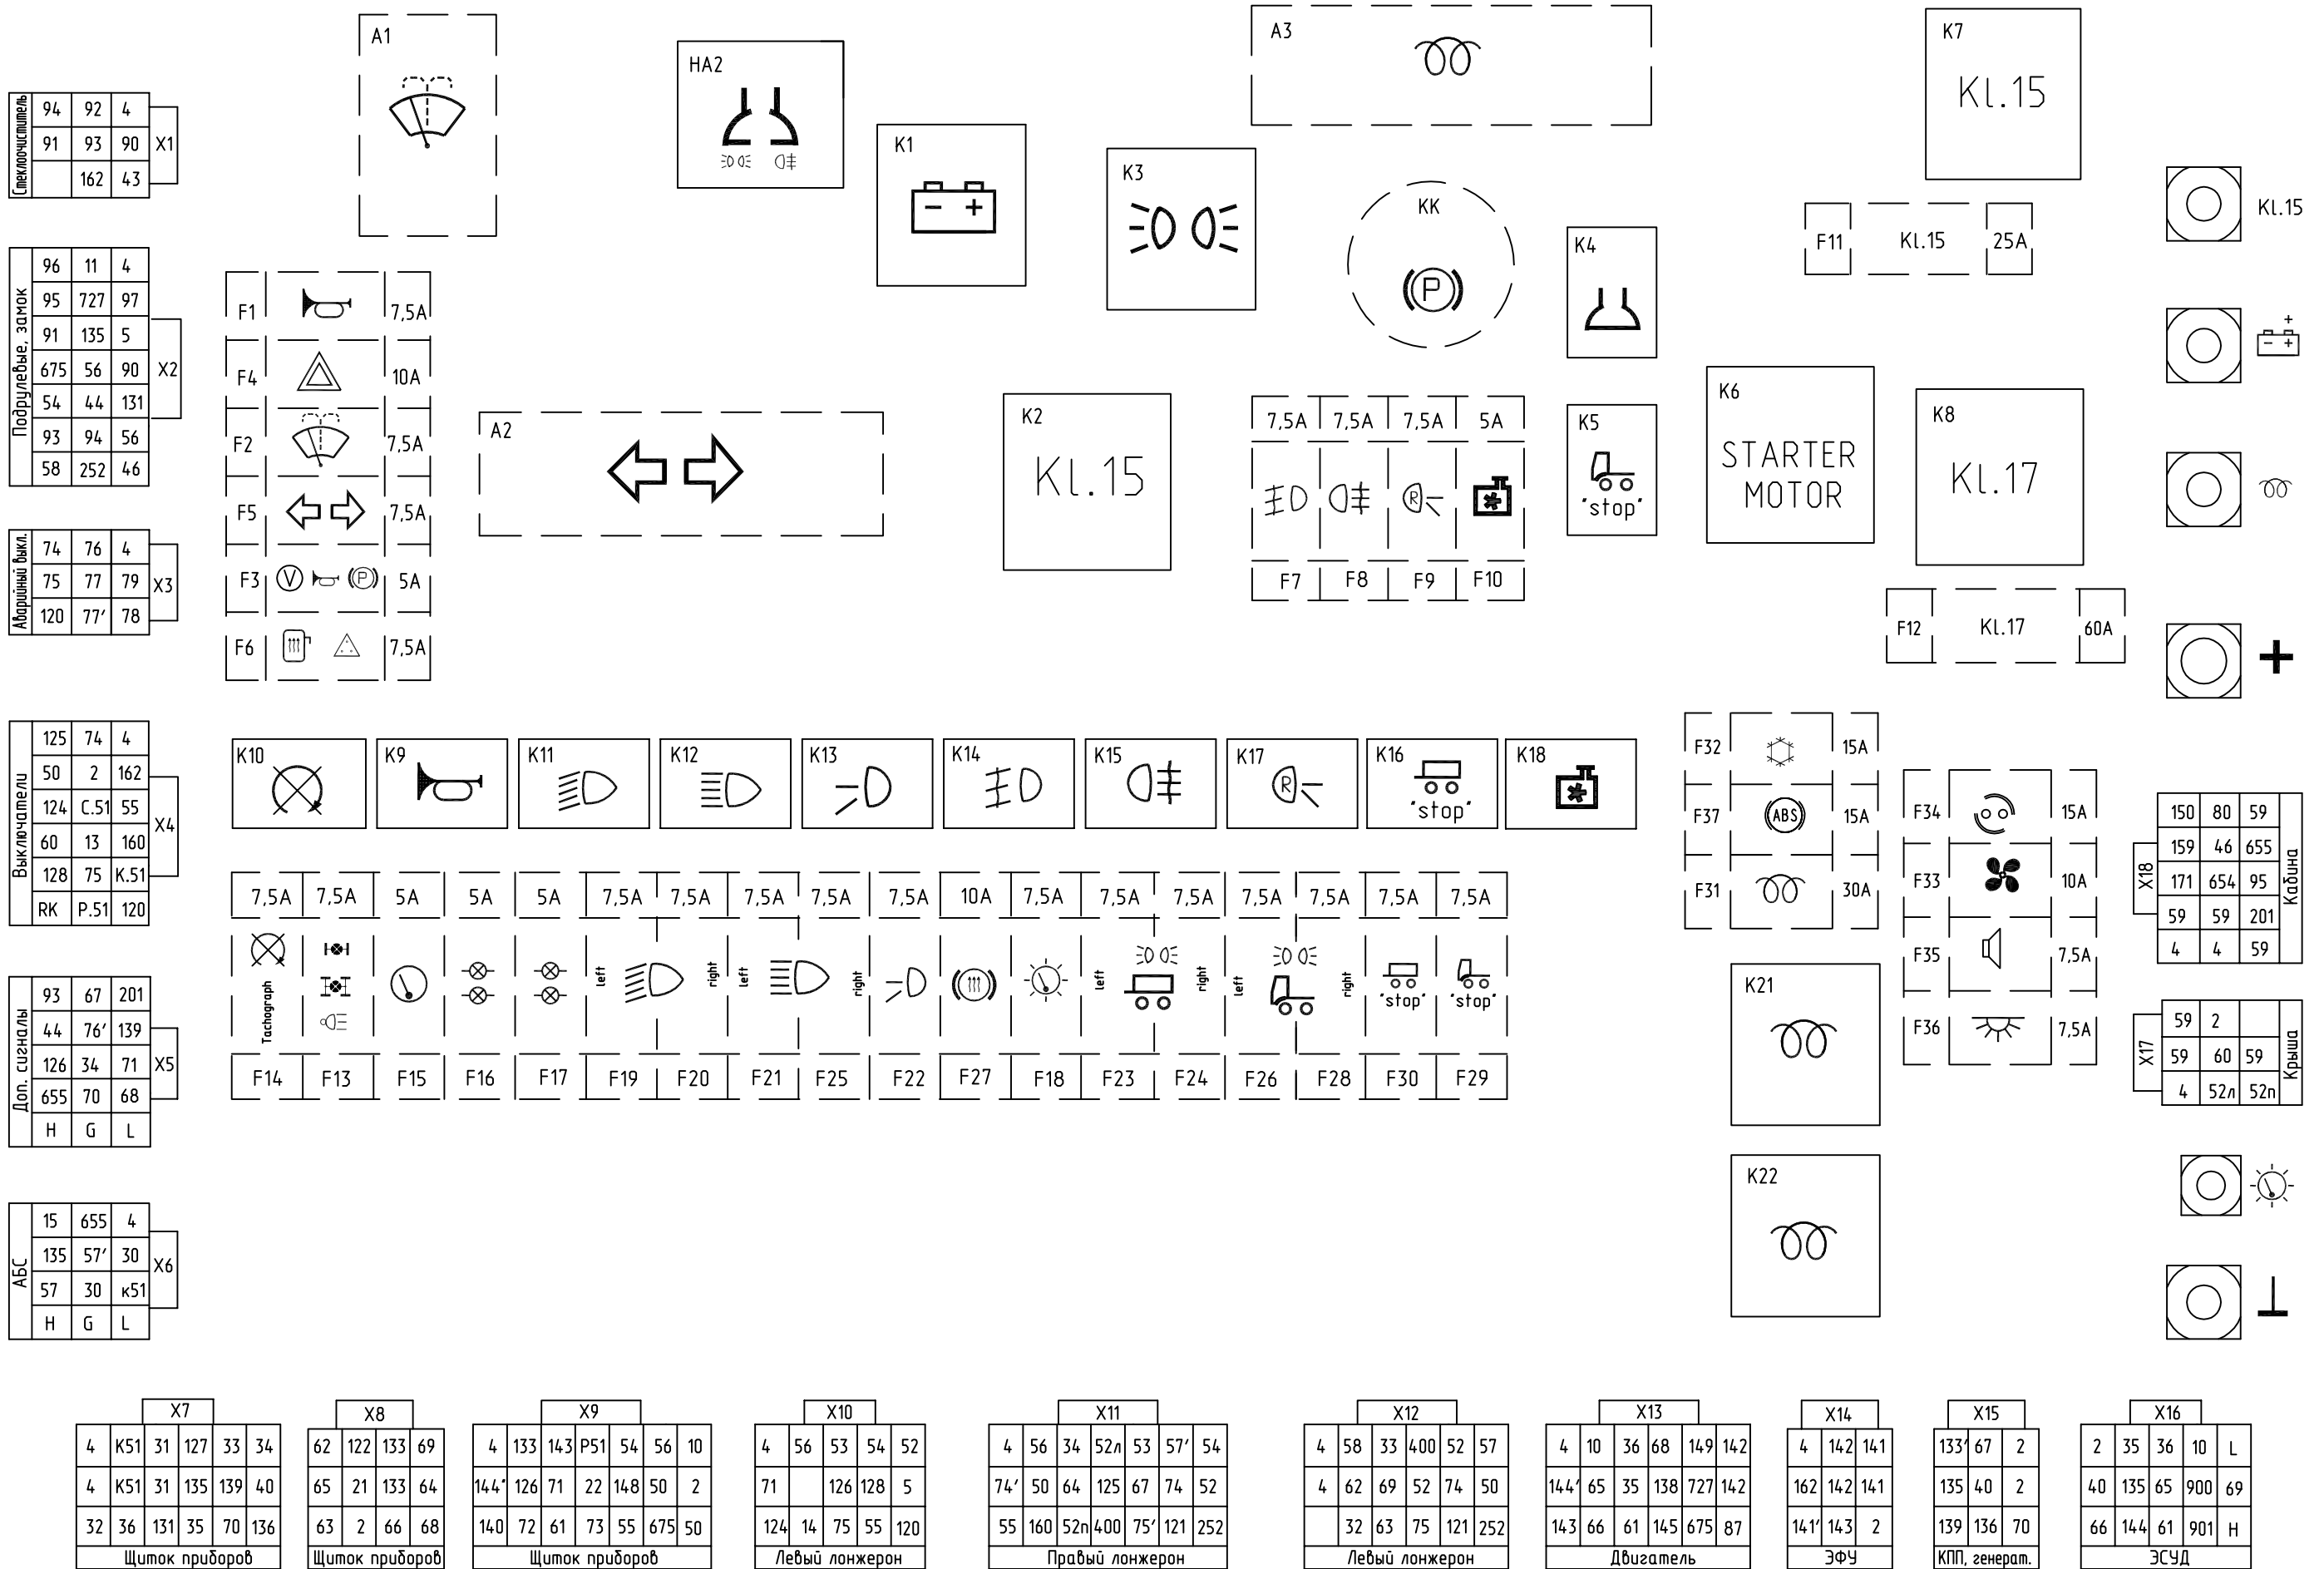 A1
HA2
A3
K7
Kl.15
Стеклоочиститель
94 92 4
91 93 90
162 43
X1
K1
K3
KK
P
K4
F11 Kl.15 25A
Kl.15
Подрулевые, замок
96 11 4
95 727 97
91 135 5
675 56 90
54 44 131
93 94 56
58 252 46
X2
F1 7,5A
F4 10A
F2 7,5A
F5 7,5A
F3 V P 5A
F6 7,5A
A2
K2
Kl.15
7,5A 7,5A 7,5A 5A
R
F7 F8 F9 F10
K5
"stop"
K6
STARTER
MOTOR
K8
Kl.17
F12 Kl.17 60A
Аварийный выкл.
74 76 4
75 77 79
120 77' 78
X3
Выключатели
125 74 4
50 2 162
124 C.51 55
60 13 160
128 75 K.51
RK P.51 120
X4
K10 K9 K11 K12 K13 K14 K15 K17 K16 K18
R
"stop"
F32 15A
F37 ABS 15A
F31 30A
F34 15A
F33 10A
F35 7,5A
F36 7,5A
X18
150 80 59
159 46 655
171 654 95
59 59 201
4 4 59
Кабина
7,5A 7,5A 5A 5A 5A 7,5A 7,5A 7,5A 7,5A 7,5A 10A 7,5A 7,5A 7,5A 7,5A 7,5A 7,5A 7,5A
Tachograph
left right left right left right left right
"stop" "stop"
F14 F13 F15 F16 F17 F19 F20 F21 F25 F22 F27 F18 F23 F24 F26 F28 F30 F29
Доп. сигналы
93 67 201
44 76' 139
126 34 71
655 70 68
H G L
X5
K21
X17
59 2
59 60 59
4 52л 52п
Крыша
K22
АБС
15 655 4
135 57' 30
57 30 к51
H G L
X6
X7
4 K51 31 127 33 34
4 K51 31 135 139 40
32 36 131 35 70 136
Щиток приборов
X8
62 122 133 69
65 21 133 64
63 2 66 68
Щиток приборов
X9
4 133 143 P51 54 56 10
144' 126 71 22 148 50 2
140 72 61 73 55 675 50
Щиток приборов
X10
4 56 53 54 52
71 126 128 5
124 14 75 55 120
Левый лонжерон
X11
4 56 34 52л 53 57' 54
74' 50 64 125 67 74 52
55 160 52п 400 75' 121 252
Правый лонжерон
X12
4 58 33 400 52 57
4 62 69 52 74 50
32 63 75 121 252
Левый лонжерон
X13
4 10 36 68 149 142
144' 65 35 138 727 142
143 66 61 145 675 87
Двигатель
X14
4 142 141
162 142 141
141' 143 2
ЭФУ
X15
133' 67 2
135 40 2
139 136 70
КПП, генерат.
X16
2 35 36 10 L
40 135 65 900 69
66 144 61 901 H
ЭСУД